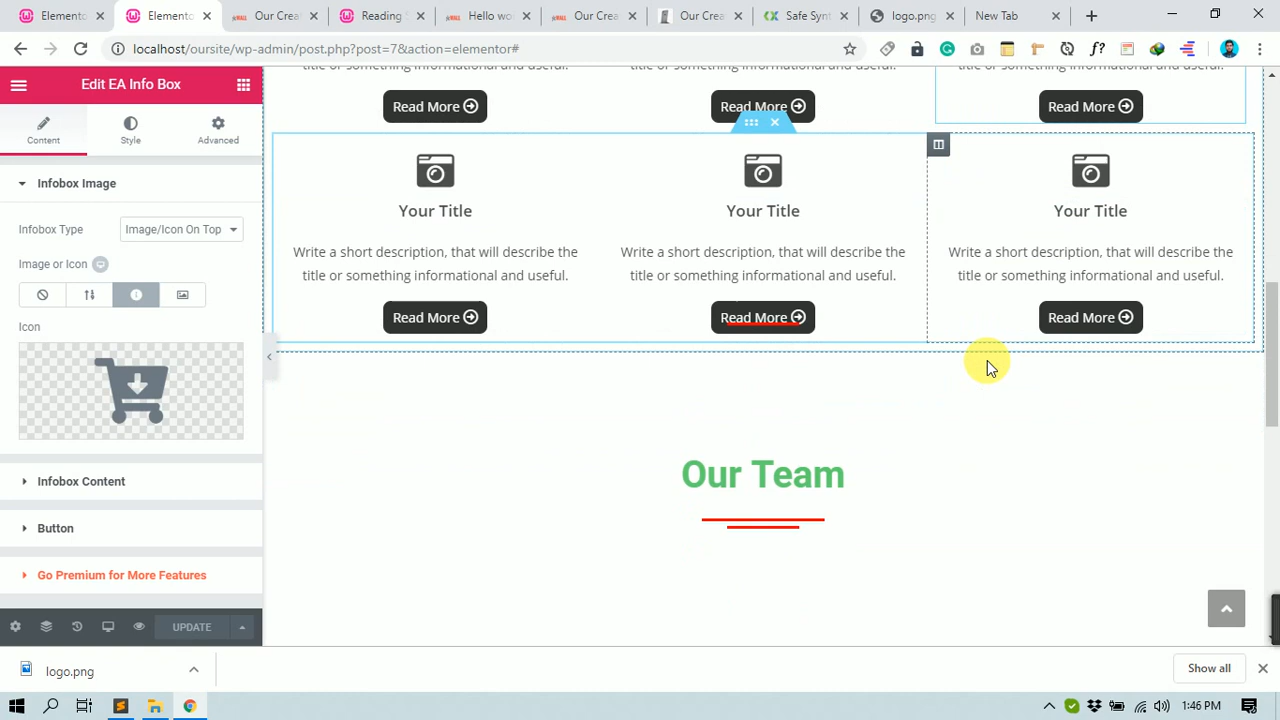 Elemento
Elemento
Our Crea
Reading S
Hello wo
Our Crea
Our Crea
Safe Sym
logo.png
New Tab
localhost/oursite/wp-admin/post.php?post=7&action=elementor#
f?
Edit EA Info Box
Content
Style
Advanced
Infobox Image
Infobox Type
Image/Icon On Top
Image or Icon
Icon
Infobox Content
Button
Go Premium for More Features
UPDATE
title or something informational and useful.
title or something informational and useful.
title or something informational and useful.
Read More
Read More
Read More
Your Title
Your Title
Your Title
Write a short description, that will describe the
title or something informational and useful.
Write a short description, that will describe the
title or something informational and useful.
Write a short description, that will describe the
title or something informational and useful.
Read More
Read More
Read More
Our Team
logo.png
Show all
1:46 PM